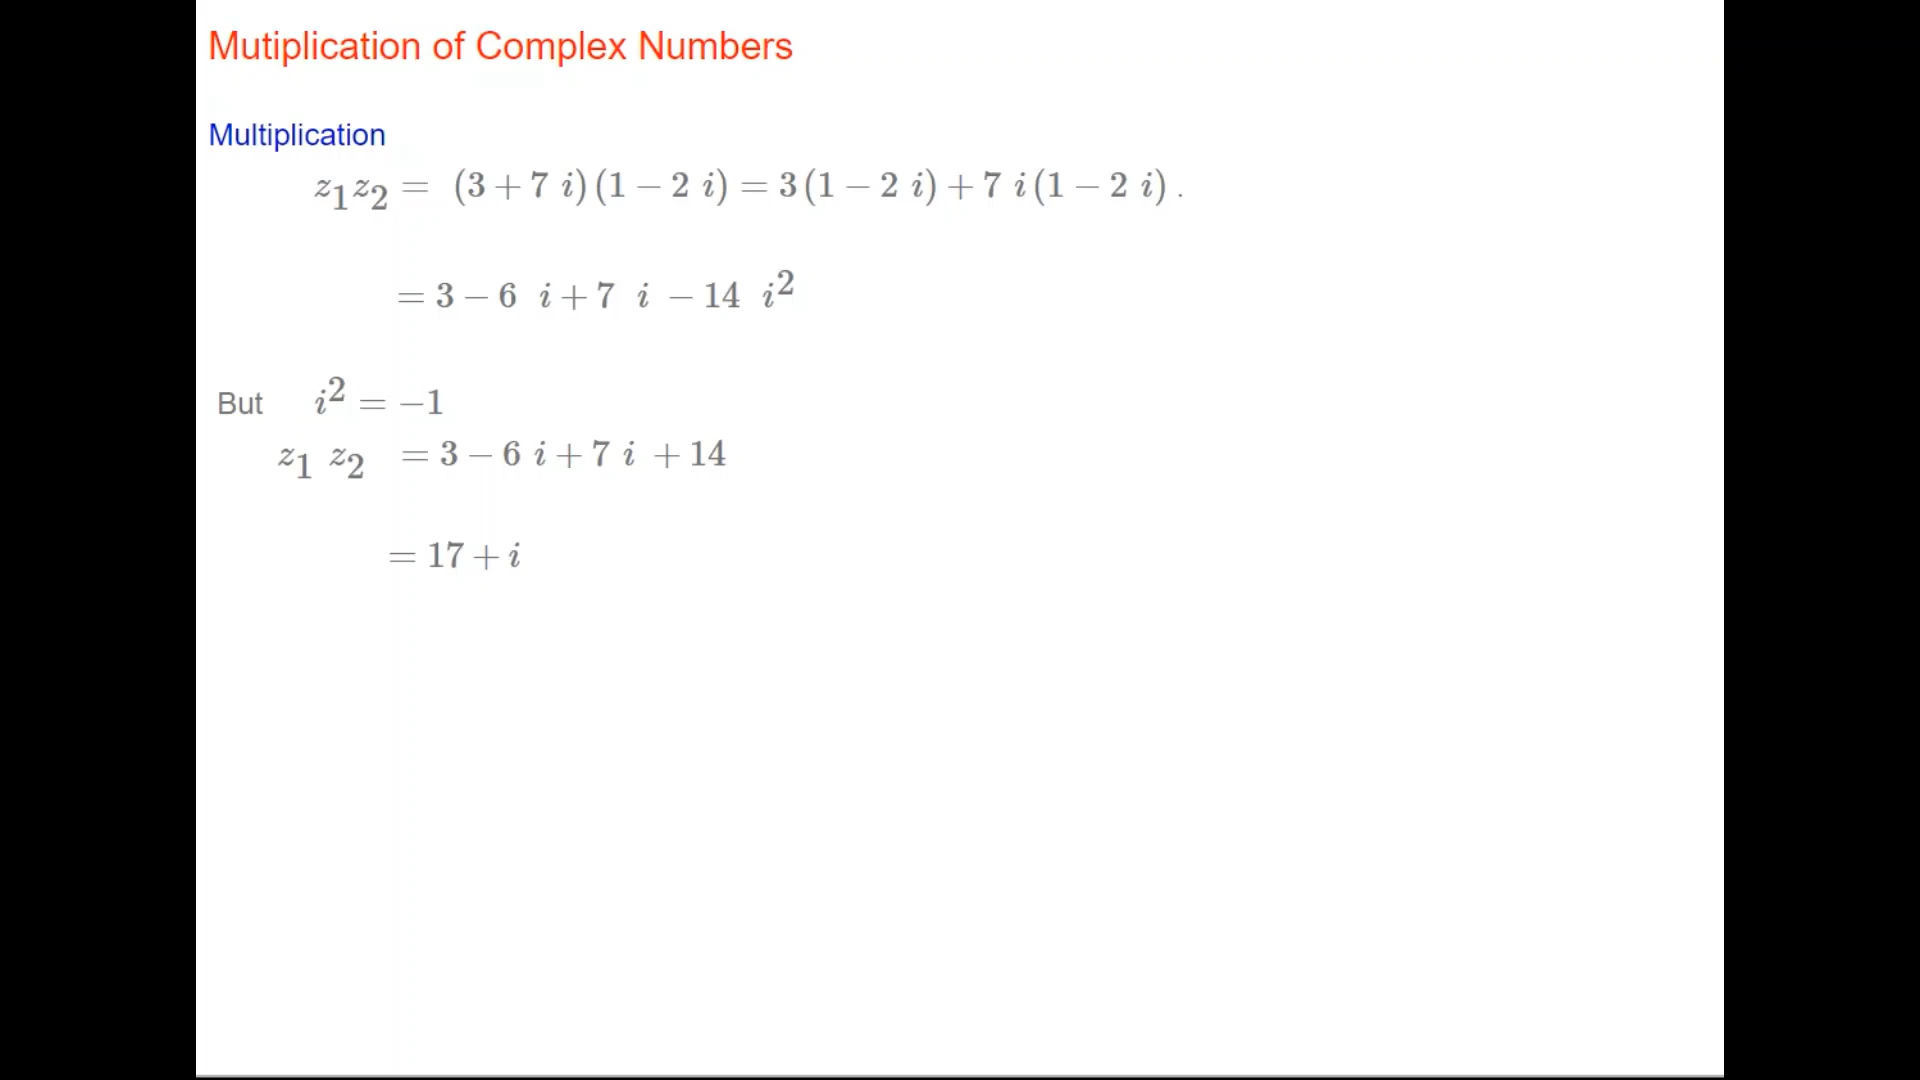 Mutiplication of Complex Numbers
Multiplication
z₁z₂ = (3 + 7 i)(1 − 2 i) = 3(1 − 2 i) + 7 i(1 − 2 i) .
= 3 − 6 i + 7 i − 14 i²
But i² = −1
z₁ z₂ = 3 − 6 i + 7 i + 14
= 17 + i